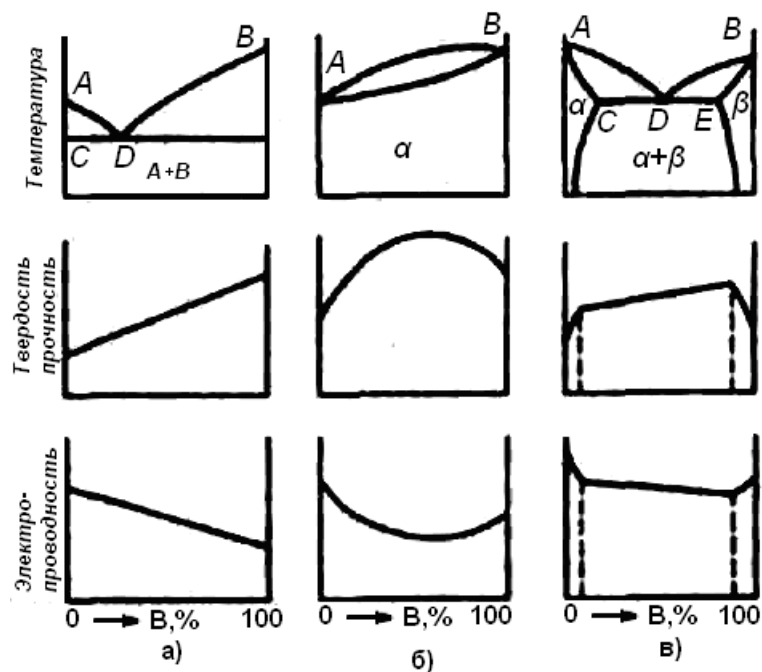 Температура
A
B
C
D
A+B
A
B
α
A
B
α
C
D
E
β
α+β
Твердость
прочность
Электро-
проводность
0
B,%
100
0
B,%
100
0
B,%
100
а)
б)
в)